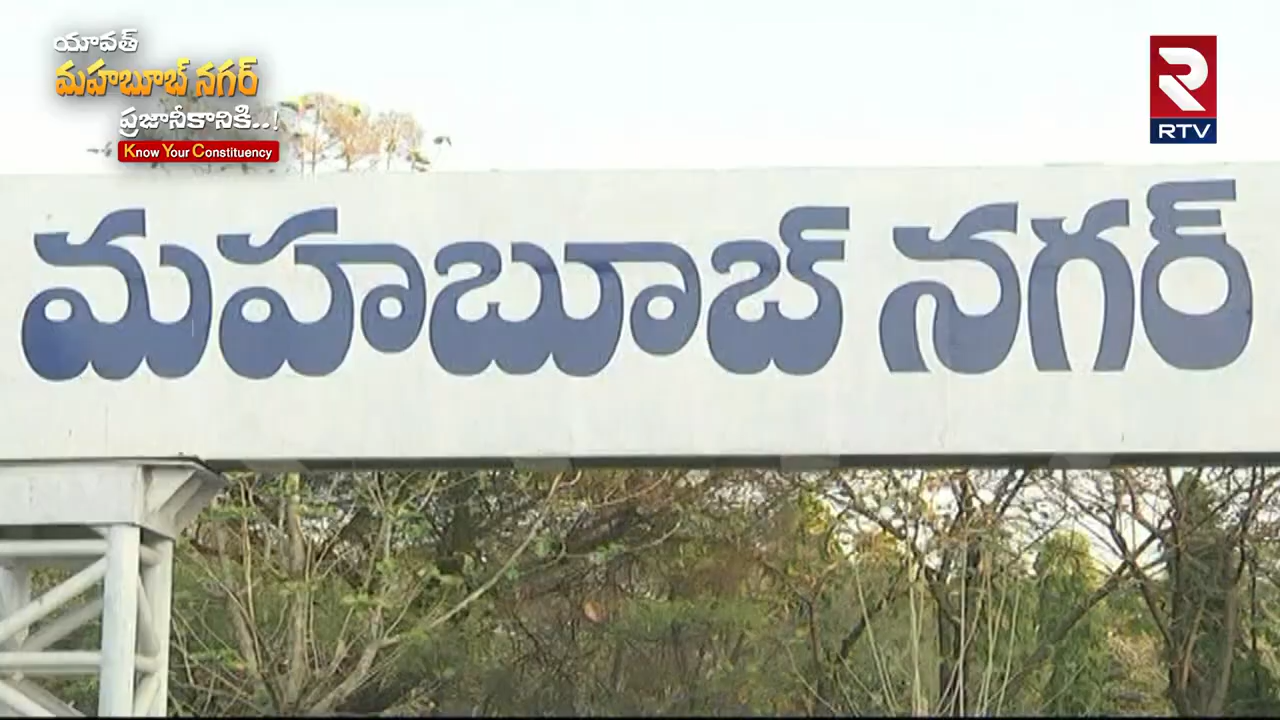 యావత్
మహబూబ్ నగర్
ప్రజానీకానికి..!
Know Your Constituency
RTV
మహబూబ్ నగర్